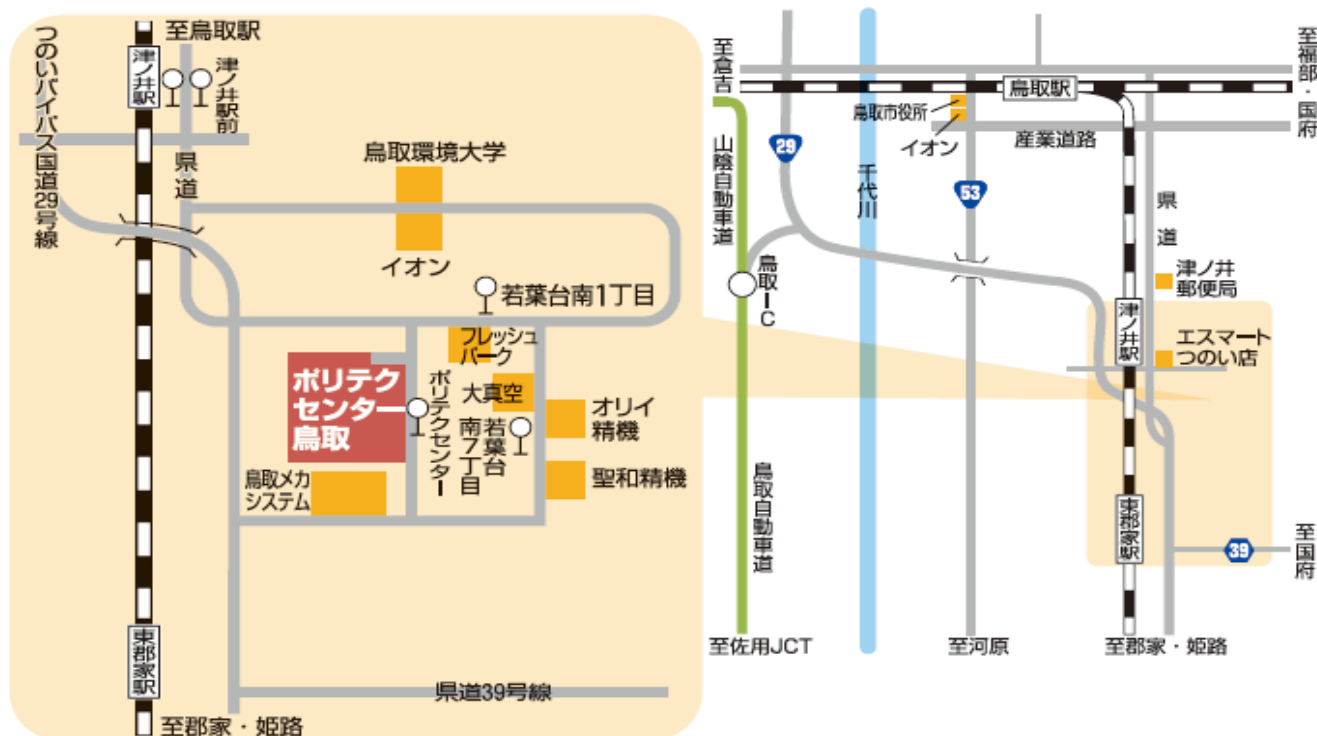 つのいバイパス国道29号線
至鳥取駅
津ノ井駅
津ノ井駅前
県道
鳥取環境大学
イオン
若葉台南1丁目
フレッシュ
パーク
ポリテク
センター
鳥取
ポリテクセンター
大真空
若葉台
南7丁目
オリイ
精機
聖和精機
鳥取メカ
システム
東郡家駅
県道39号線
至郡家・姫路
至倉吉
鳥取駅
至福部・国府
鳥取市役所
イオン
産業道路
29
千代川
53
山陰自動車道
県道
鳥取IC
津ノ井
郵便局
津ノ井駅
エスマート
つのい店
鳥取自動車道
東郡家駅
39
至国府
至佐用JCT
至河原
至郡家・姫路